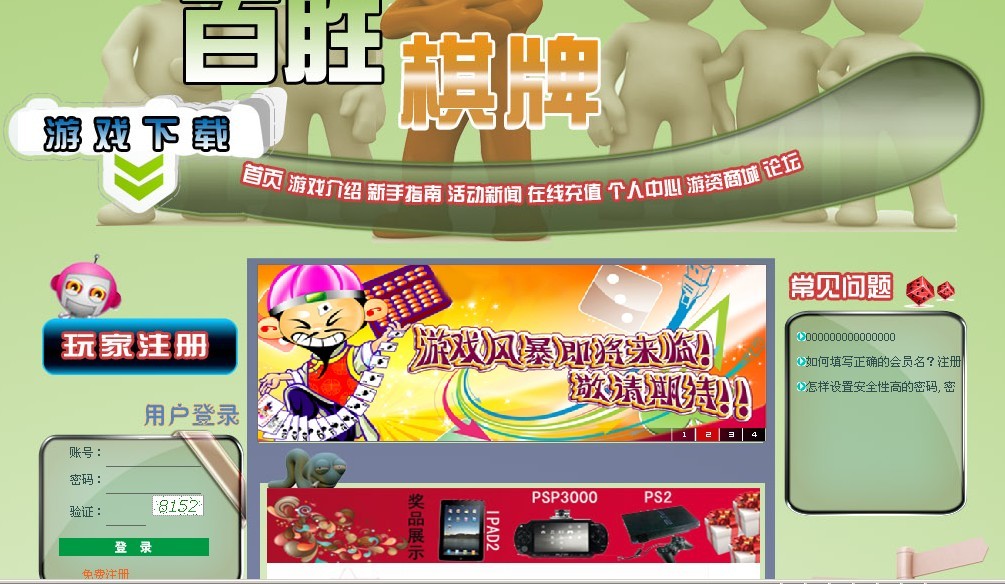 百胜
棋牌
游戏下载
首页 游戏介绍 新手指南 活动新闻 在线充值 个人中心 游资商城 论坛
玩家注册
游戏风暴即将来临!
敬请期待!!
1 2 3 4
常见问题
000000000000000
如何填写正确的会员名？注册
怎样设置安全性高的密码, 密
用户登录
账号：
密码：
验证：
8152
登 录
免费注册
奖品展示
IPAD2
PSP3000
PS2